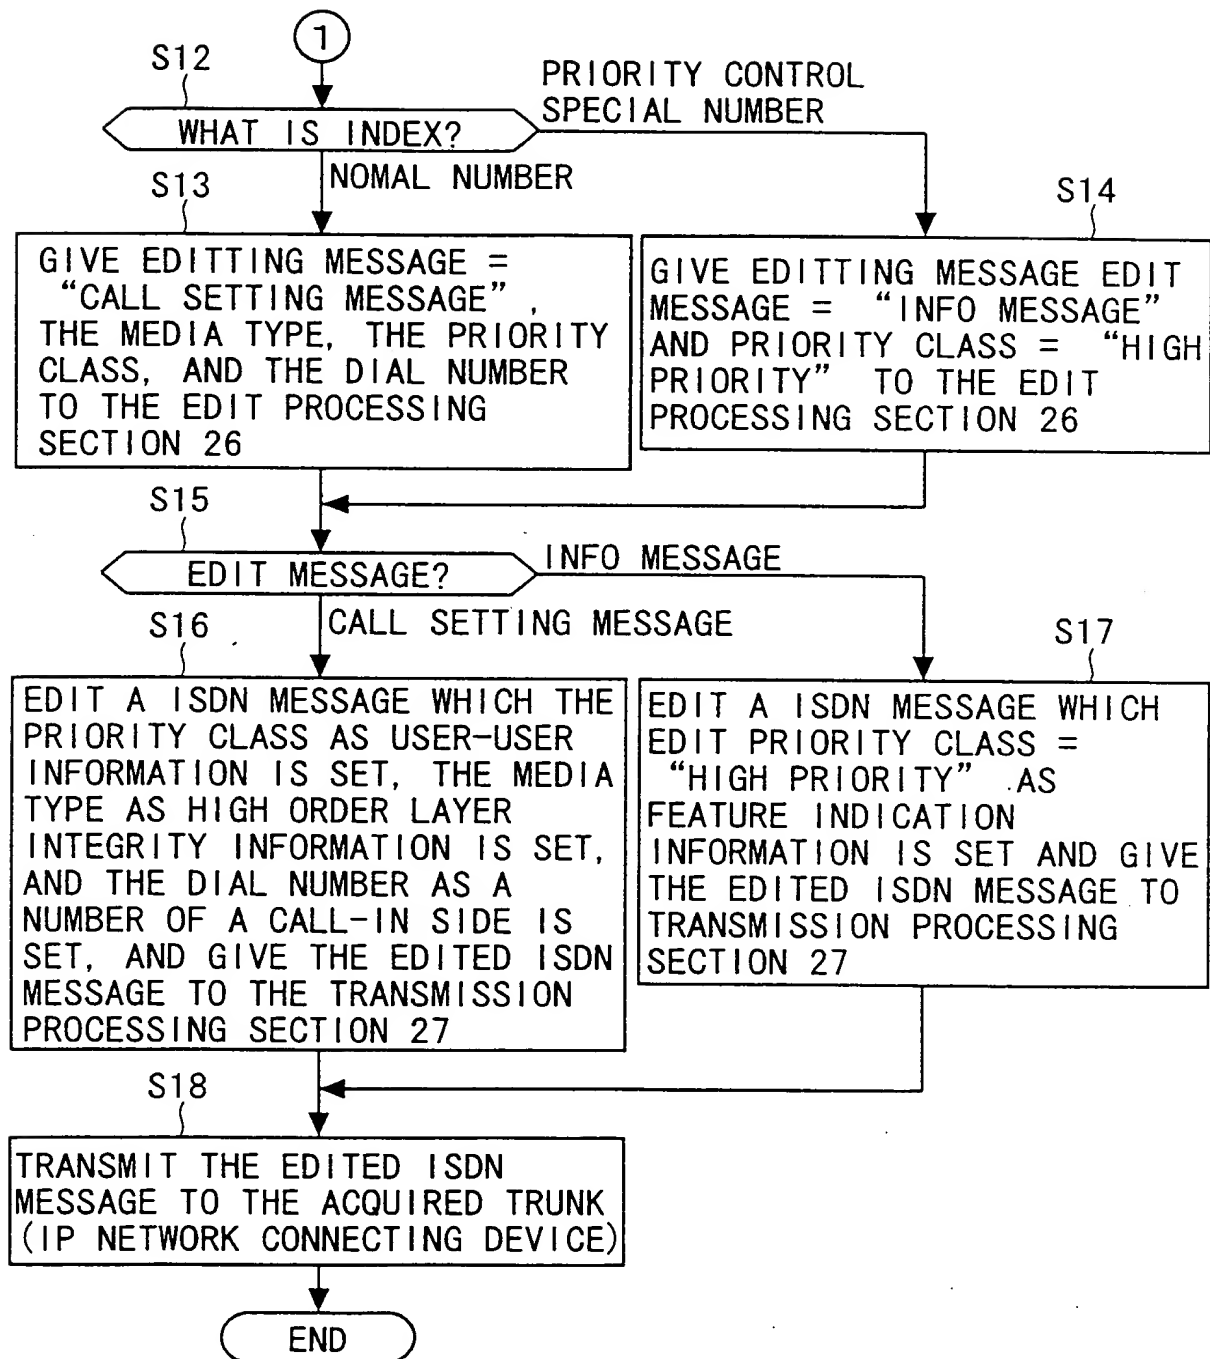 1
S12
PRIORITY CONTROL
SPECIAL NUMBER
WHAT IS INDEX?
NOMAL NUMBER
S13
GIVE EDITTING MESSAGE =
“CALL SETTING MESSAGE”,
THE MEDIA TYPE, THE PRIORITY
CLASS, AND THE DIAL NUMBER
TO THE EDIT PROCESSING
SECTION 26
S14
GIVE EDITTING MESSAGE EDIT
MESSAGE = “INFO MESSAGE”
AND PRIORITY CLASS = “HIGH
PRIORITY” TO THE EDIT
PROCESSING SECTION 26
S15
EDIT MESSAGE?
INFO MESSAGE
CALL SETTING MESSAGE
S16
EDIT A ISDN MESSAGE WHICH THE
PRIORITY CLASS AS USER-USER
INFORMATION IS SET, THE MEDIA
TYPE AS HIGH ORDER LAYER
INTEGRITY INFORMATION IS SET,
AND THE DIAL NUMBER AS A
NUMBER OF A CALL-IN SIDE IS
SET, AND GIVE THE EDITED ISDN
MESSAGE TO THE TRANSMISSION
PROCESSING SECTION 27
S17
EDIT A ISDN MESSAGE WHICH
EDIT PRIORITY CLASS =
“HIGH PRIORITY” AS
FEATURE INDICATION
INFORMATION IS SET AND GIVE
THE EDITED ISDN MESSAGE TO
TRANSMISSION PROCESSING
SECTION 27
S18
TRANSMIT THE EDITED ISDN
MESSAGE TO THE ACQUIRED TRUNK
(IP NETWORK CONNECTING DEVICE)
END